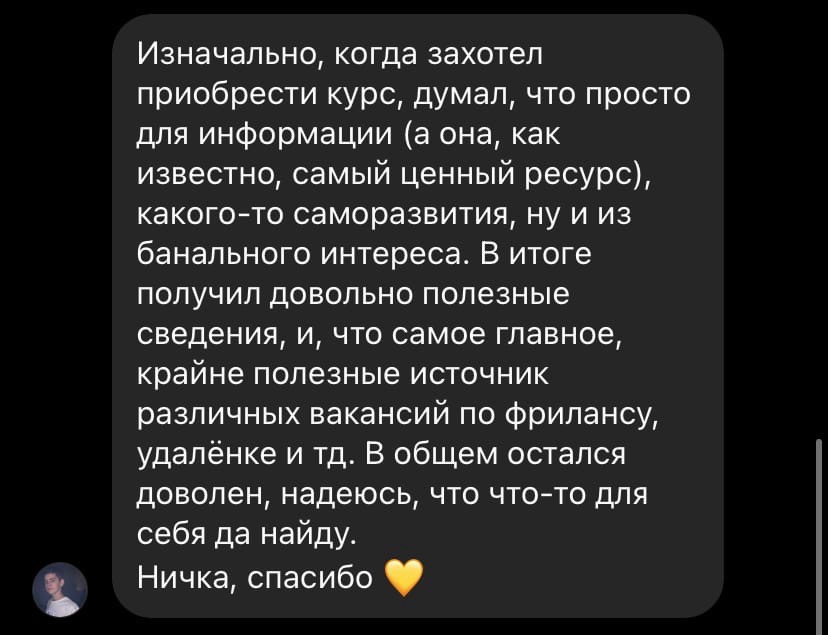 Изначально, когда захотел
приобрести курс, думал, что просто
для информации (а она, как
известно, самый ценный ресурс),
какого-то саморазвития, ну и из
банального интереса. В итоге
получил довольно полезные
сведения, и, что самое главное,
крайне полезные источник
различных вакансий по фрилансу,
удалёнке и тд. В общем остался
доволен, надеюсь, что что-то для
себя да найду.
Ничка, спасибо 💛